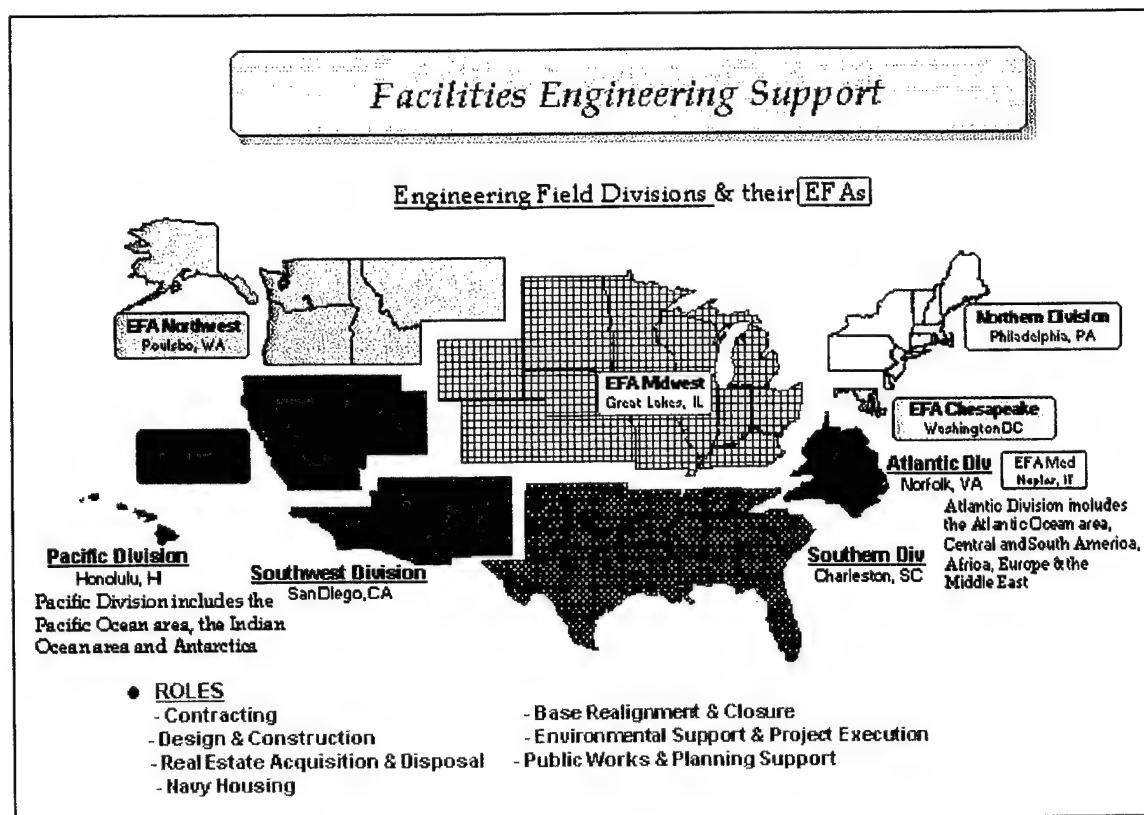 Facilities Engineering Support
Engineering Field Divisions & their EFAs
EFA Northwest
Poulsbo, WA
Northern Division
Philadelphia, PA
EFA Midwest
Great Lakes, IL
EFA Chesapeake
Washington DC
Atlantic Div
Norfolk, VA
EFA Med
Naples, IT
Atlantic Division includes
the Atlantic Ocean area,
Central and South America,
Africa, Europe & the
Middle East
Pacific Division
Honolulu, HI
Pacific Division includes the
Pacific Ocean area, the Indian
Ocean area and Antarctica
Southwest Division
San Diego, CA
Southern Div
Charleston, SC
● ROLES
- Contracting
- Design & Construction
- Real Estate Acquisition & Disposal
- Navy Housing
- Base Realignment & Closure
- Environmental Support & Project Execution
- Public Works & Planning Support